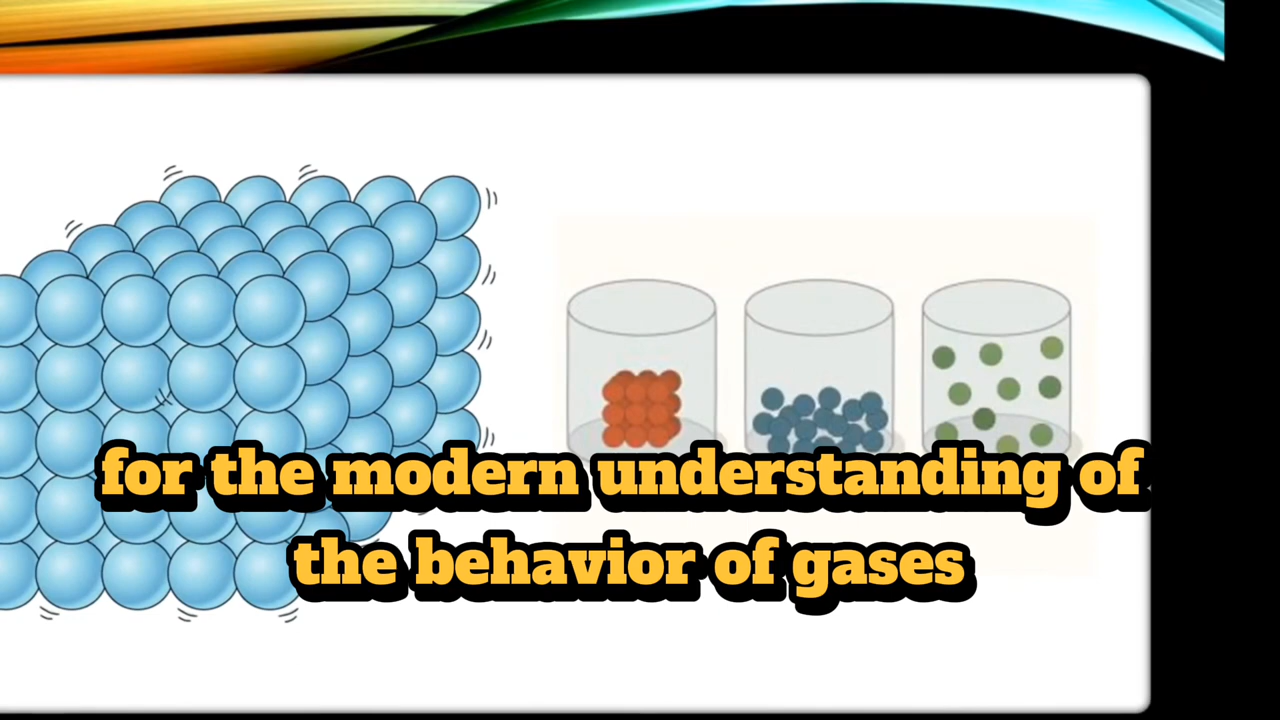 for the modern understanding of
the behavior of gases